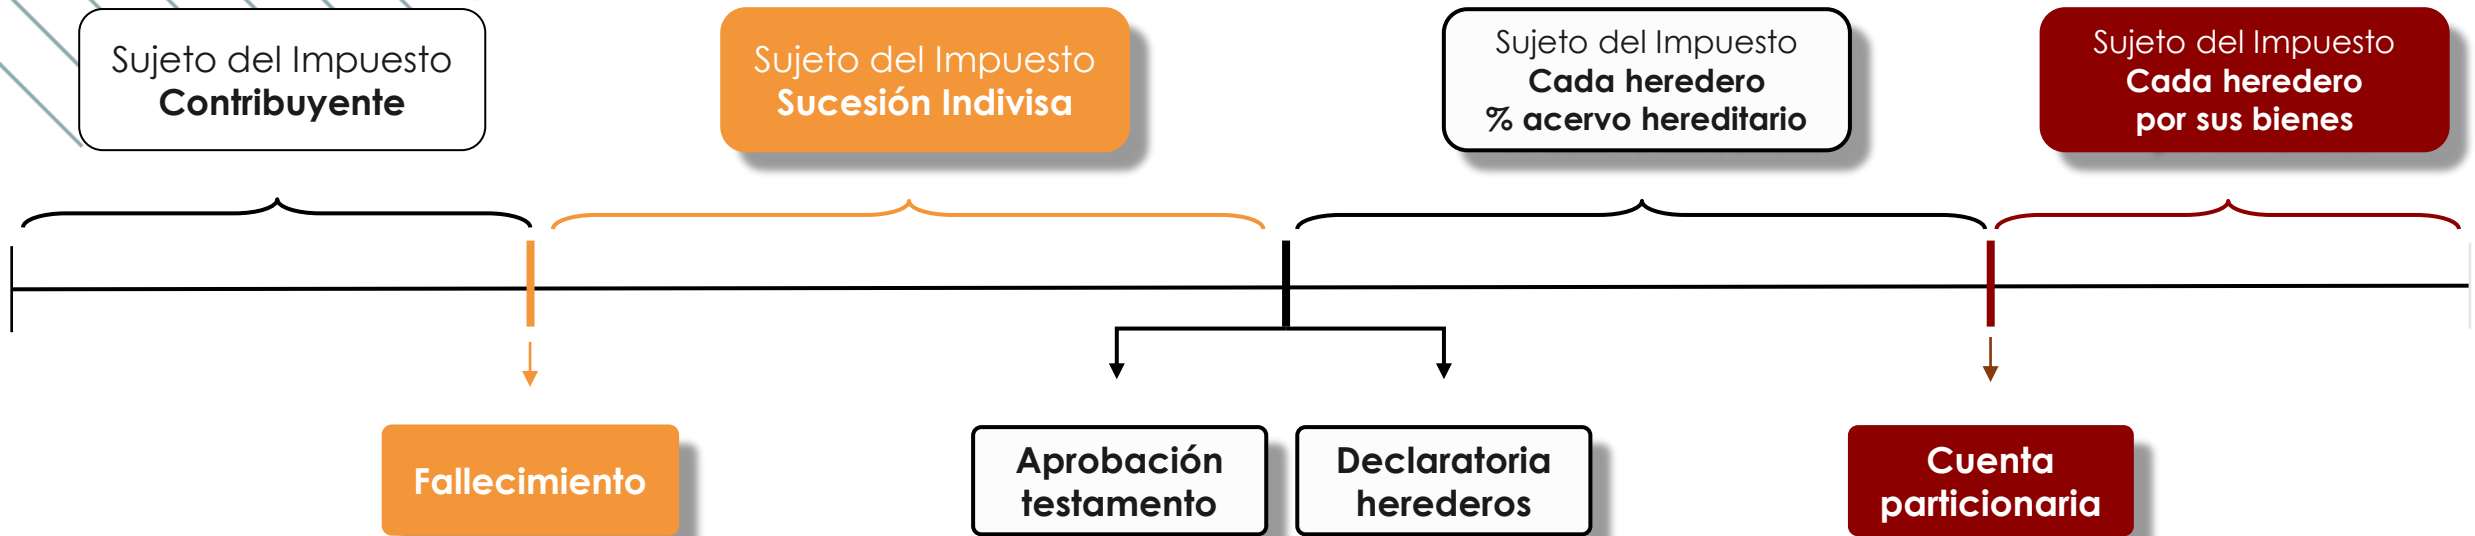 Sujeto del Impuesto
Contribuyente
Sujeto del Impuesto
Sucesión Indivisa
Sujeto del Impuesto
Cada heredero
% acervo hereditario
Sujeto del Impuesto
Cada heredero
por sus bienes
Fallecimiento
Aprobación
testamento
Declaratoria
herederos
Cuenta
particionaria